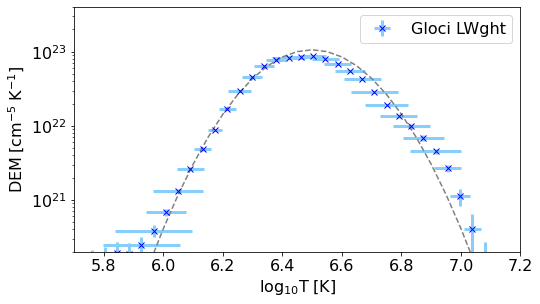 Gloci LWght
DEM [cm⁻⁵ K⁻¹]
10²³
10²²
10²¹
5.8 6.0 6.2 6.4 6.6 6.8 7.0 7.2
log₁₀T [K]